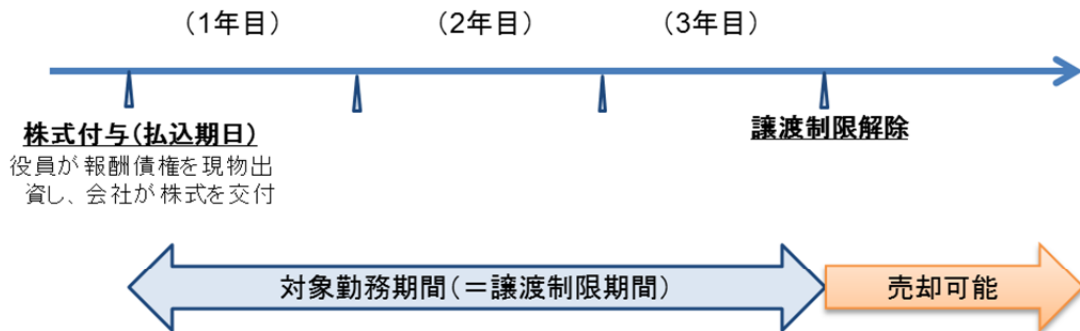 （1年目）
（2年目）
（3年目）
株式付与（払込期日）
役員が報酬債権を現物出
資し、会社が株式を交付
譲渡制限解除
対象勤務期間（＝譲渡制限期間）
売却可能